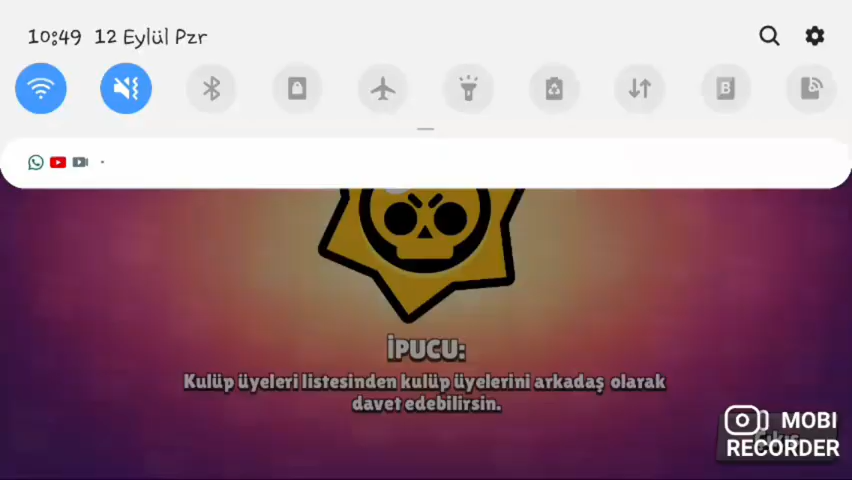 10:49 12 Eylül Pzr
B
İPUCU:
Kulüp üyeleri listesinden kulüp üyelerini arkadaş olarak
davet edebilirsin.
MOBI
RECORDER